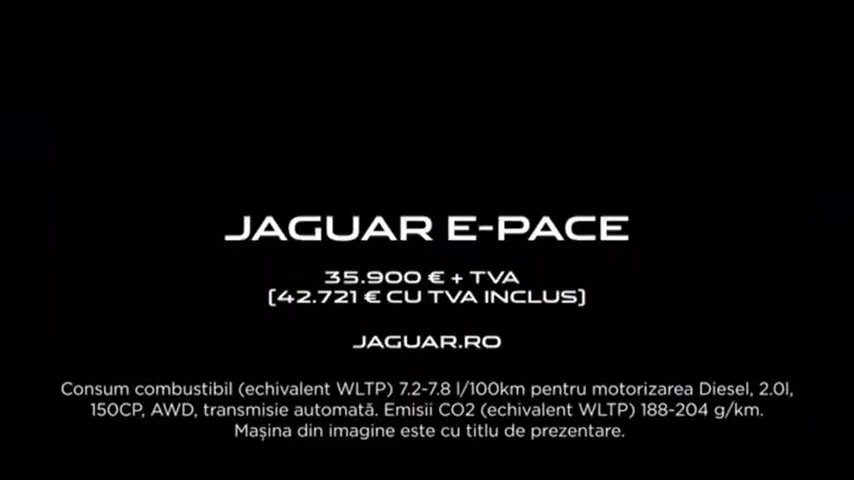 JAGUAR E-PACE
35.900 € + TVA
[42.721 € CU TVA INCLUS]
JAGUAR.RO
Consum combustibil (echivalent WLTP) 7.2-7.8 l/100km pentru motorizarea Diesel, 2.0l,
150CP, AWD, transmisie automată. Emisii CO2 (echivalent WLTP) 188-204 g/km.
Mașina din imagine este cu titlu de prezentare.